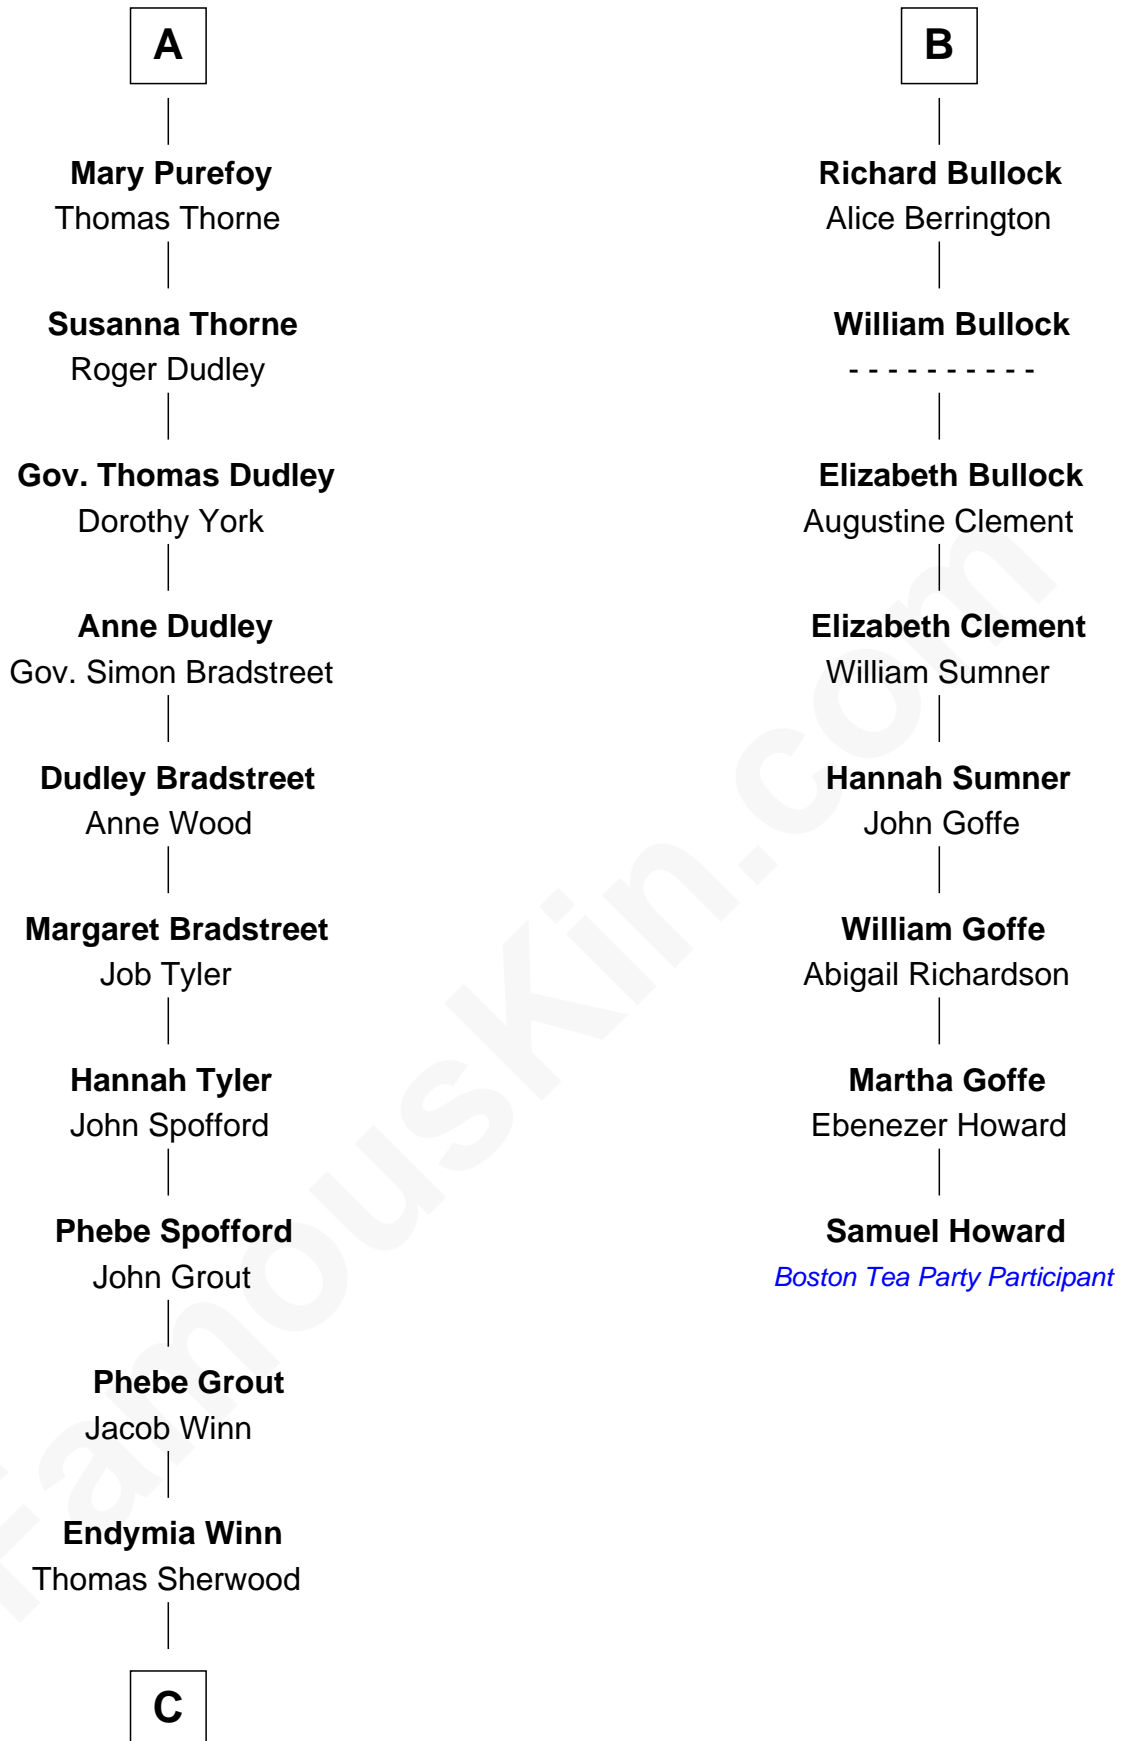 A
Mary Purefoy
Thomas Thorne
Susanna Thorne
Roger Dudley
Gov. Thomas Dudley
Dorothy York
Anne Dudley
Gov. Simon Bradstreet
Dudley Bradstreet
Anne Wood
Margaret Bradstreet
Job Tyler
Hannah Tyler
John Spofford
Phebe Spofford
John Grout
Phebe Grout
Jacob Winn
Endymia Winn
Thomas Sherwood
C
B
Richard Bullock
Alice Berrington
William Bullock
- - - - - - - - - -
Elizabeth Bullock
Augustine Clement
Elizabeth Clement
William Sumner
Hannah Sumner
John Goffe
William Goffe
Abigail Richardson
Martha Goffe
Ebenezer Howard
Samuel Howard
Boston Tea Party Participant
FamousKin.com